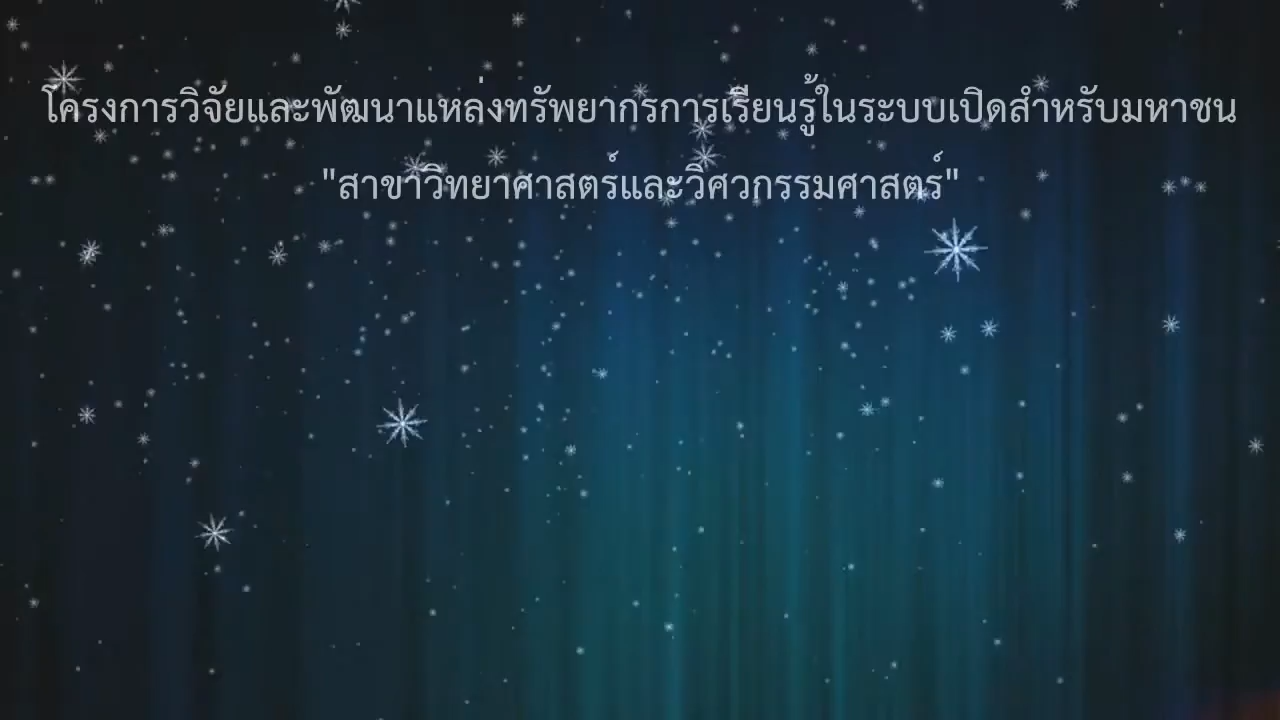 โครงการวิจัยและพัฒนาแหล่งทรัพยากรการเรียนรู้ในระบบเปิดสำหรับมหาชน
"สาขาวิทยาศาสตร์และวิศวกรรมศาสตร์"